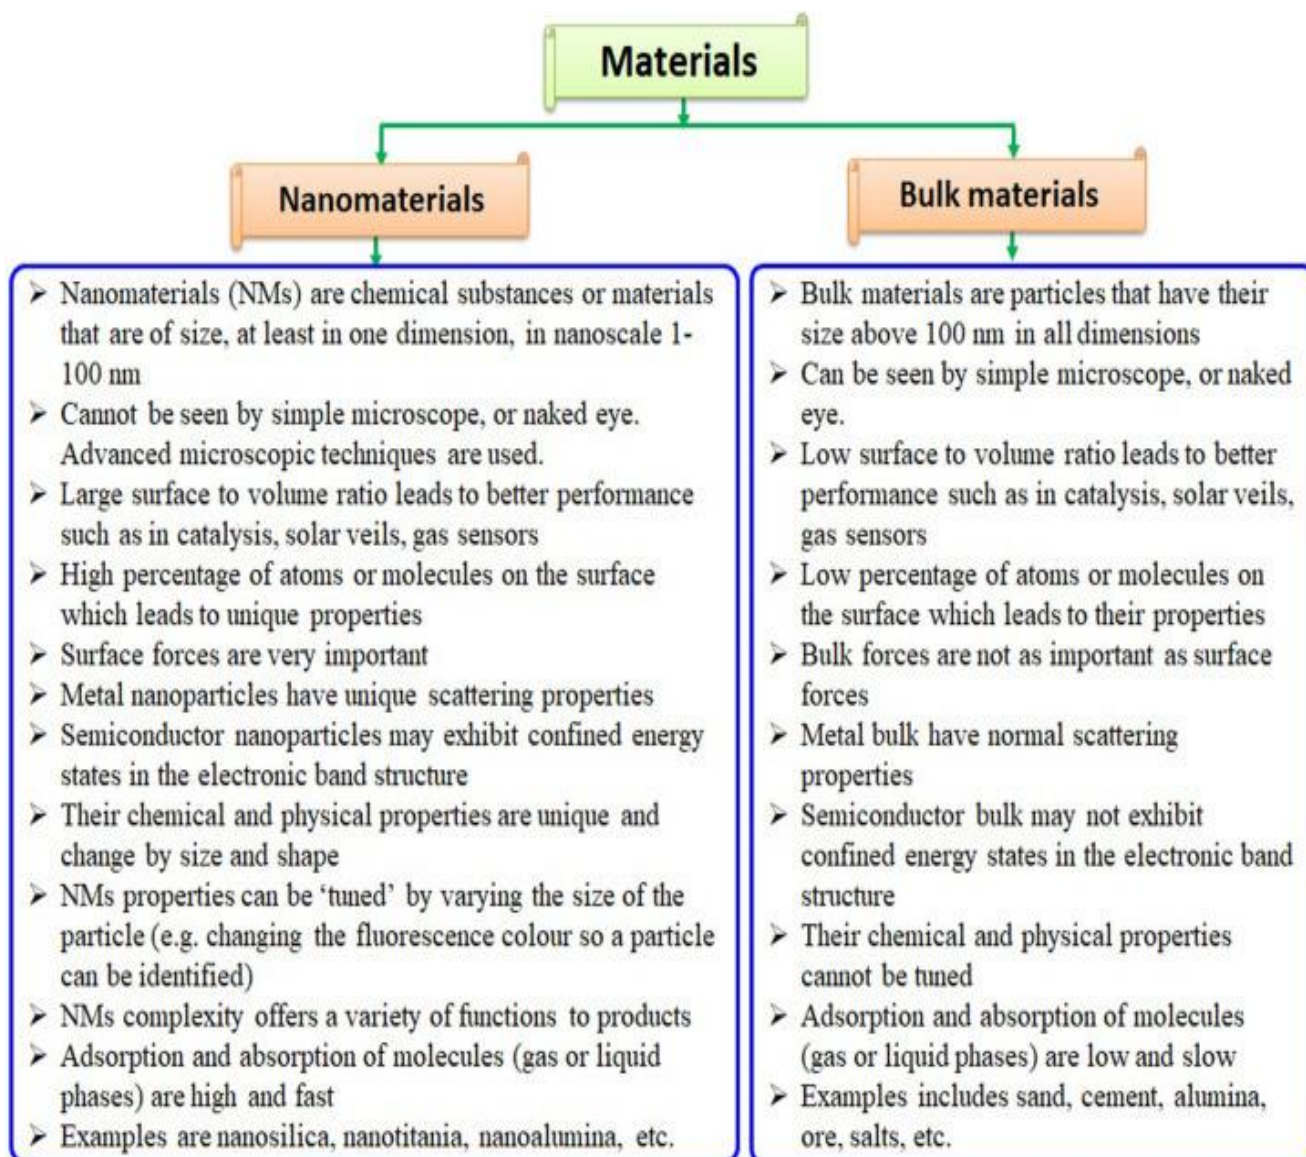 Materials
Nanomaterials
Bulk materials
➢ Nanomaterials (NMs) are chemical substances or materials
that are of size, at least in one dimension, in nanoscale 1-
100 nm
➢ Cannot be seen by simple microscope, or naked eye.
Advanced microscopic techniques are used.
➢ Large surface to volume ratio leads to better performance
such as in catalysis, solar veils, gas sensors
➢ High percentage of atoms or molecules on the surface
which leads to unique properties
➢ Surface forces are very important
➢ Metal nanoparticles have unique scattering properties
➢ Semiconductor nanoparticles may exhibit confined energy
states in the electronic band structure
➢ Their chemical and physical properties are unique and
change by size and shape
➢ NMs properties can be ‘tuned’ by varying the size of the
particle (e.g. changing the fluorescence colour so a particle
can be identified)
➢ NMs complexity offers a variety of functions to products
➢ Adsorption and absorption of molecules (gas or liquid
phases) are high and fast
➢ Examples are nanosilica, nanotitania, nanoalumina, etc.
➢ Bulk materials are particles that have their
size above 100 nm in all dimensions
➢ Can be seen by simple microscope, or naked
eye.
➢ Low surface to volume ratio leads to better
performance such as in catalysis, solar veils,
gas sensors
➢ Low percentage of atoms or molecules on
the surface which leads to their properties
➢ Bulk forces are not as important as surface
forces
➢ Metal bulk have normal scattering
properties
➢ Semiconductor bulk may not exhibit
confined energy states in the electronic band
structure
➢ Their chemical and physical properties
cannot be tuned
➢ Adsorption and absorption of molecules
(gas or liquid phases) are low and slow
➢ Examples includes sand, cement, alumina,
ore, salts, etc.